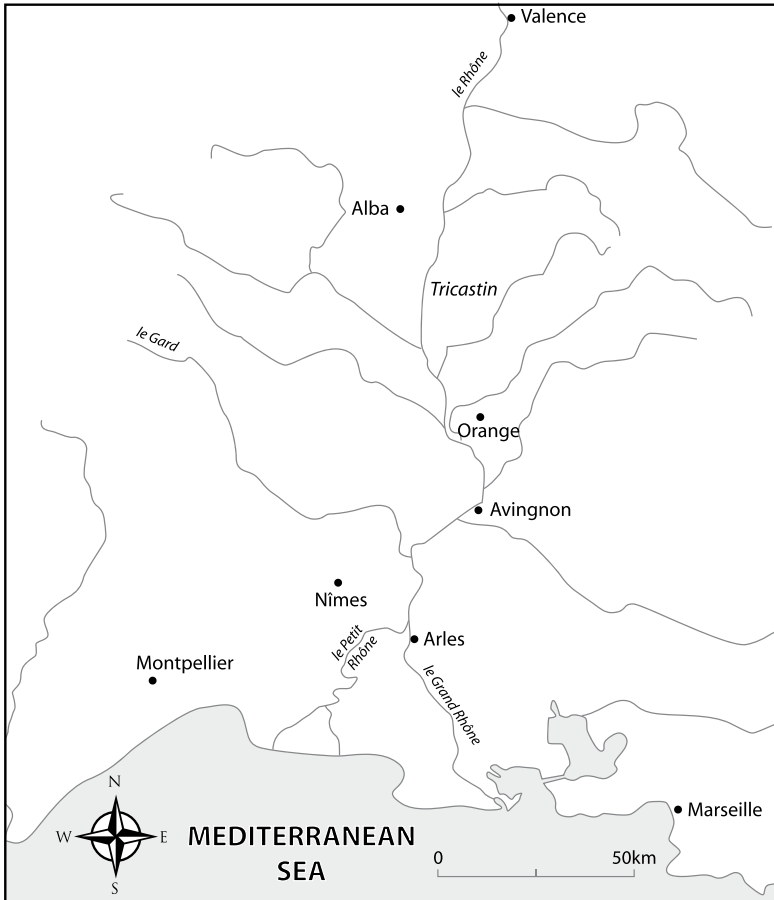 Valence
le Rhône
Alba
Tricastin
le Gard
Orange
Avingnon
Nîmes
le Petit
Rhône
Arles
Montpellier
le Grand Rhône
N
W
E
S
MEDITERRANEAN
SEA
0
50km
Marseille